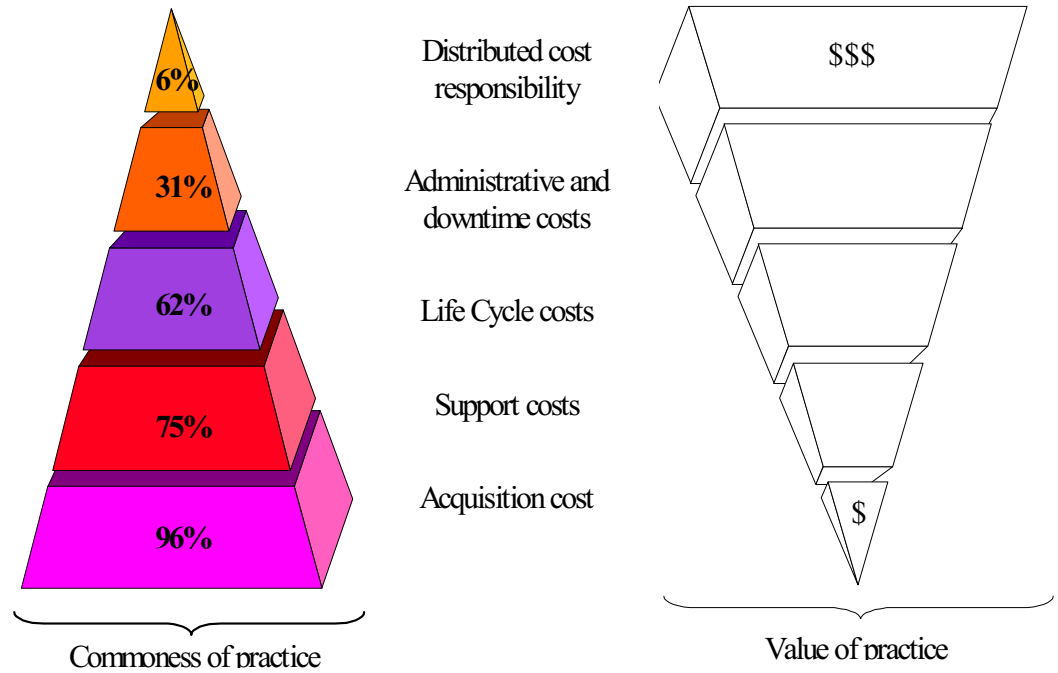 6%
Distributed cost
responsibility
$$$
31%
Administrative and
downtime costs
62%
Life Cycle costs
75%
Support costs
96%
Acquisition cost
$
Commoness of practice
Value of practice